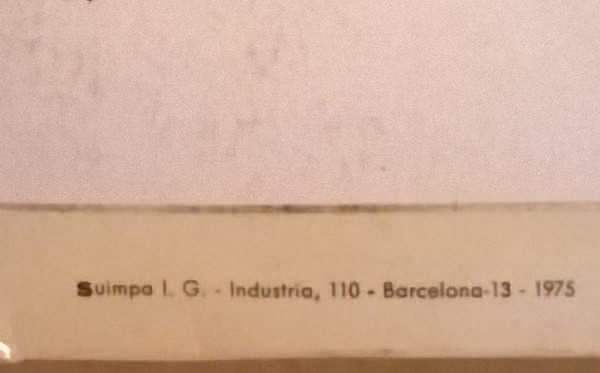 Suimpa I. G. - Industria, 110 - Barcelona-13 - 1975